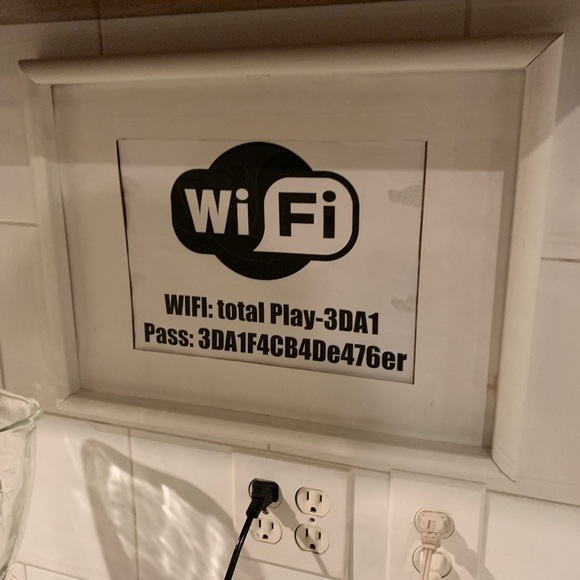 WiFi
WIFI: total Play-3DA1
Pass: 3DA1F4CB4De476er